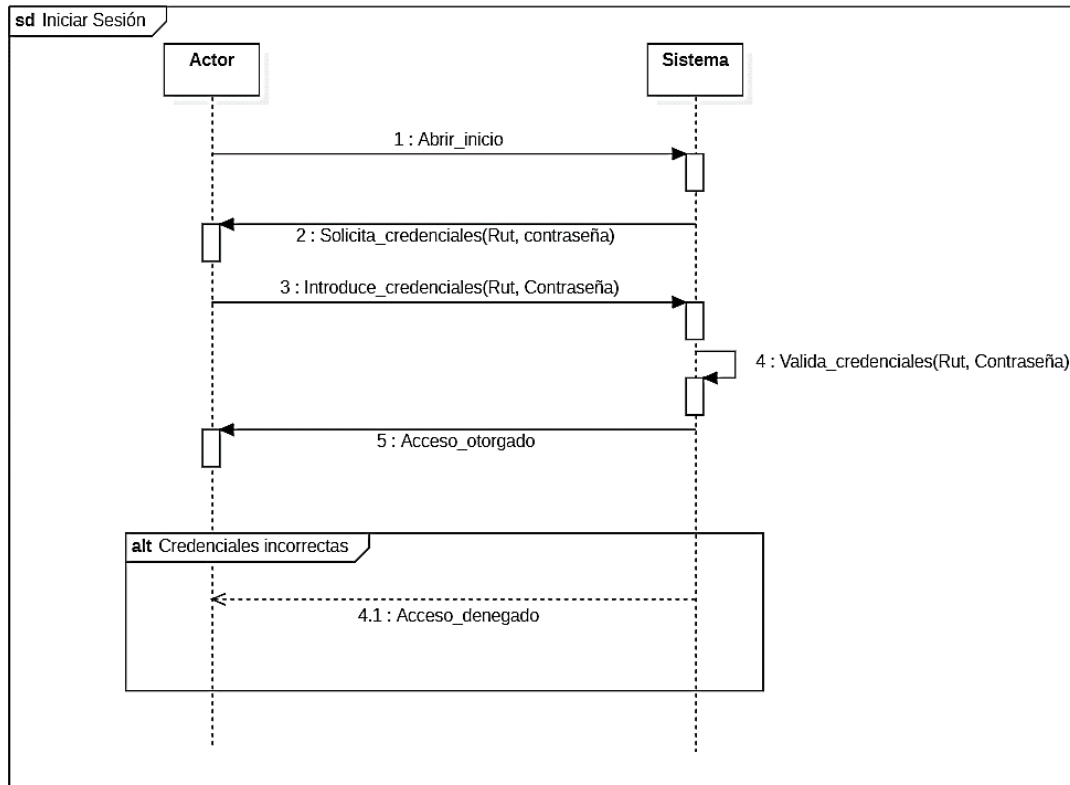 sd Iniciar Sesión
Actor
Sistema
1 : Abrir_inicio
2 : Solicita_credenciales(Rut, contraseña)
3 : Introduce_credenciales(Rut, Contraseña)
4 : Valida_credenciales(Rut, Contraseña)
5 : Acceso_otorgado
alt Credenciales incorrectas
4.1 : Acceso_denegado